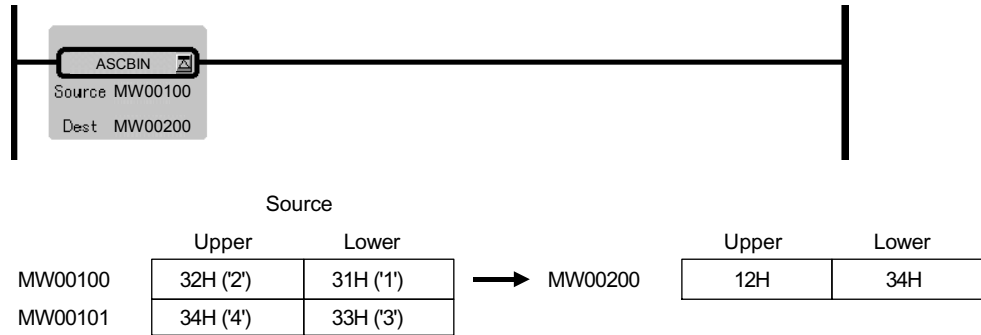 ASCBIN
Source MW00100
Dest MW00200
Source
Upper Lower Upper Lower
MW00100 32H ('2') 31H ('1') MW00200 12H 34H
MW00101 34H ('4') 33H ('3')